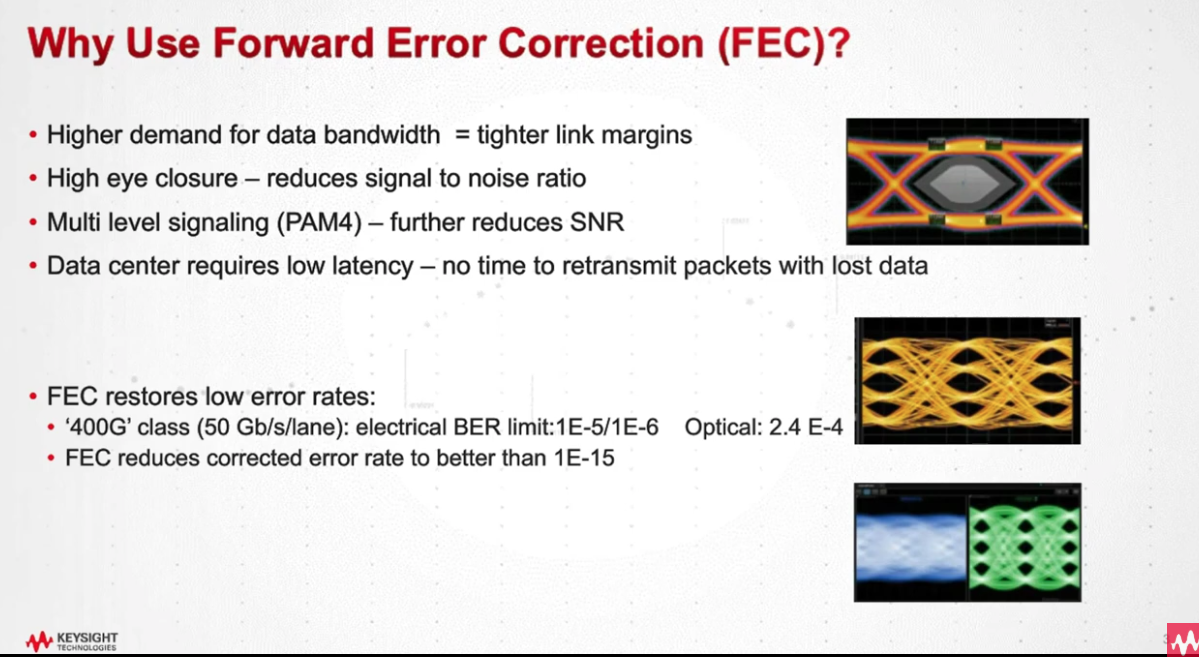 Why Use Forward Error Correction (FEC)?
• Higher demand for data bandwidth = tighter link margins
• High eye closure – reduces signal to noise ratio
• Multi level signaling (PAM4) – further reduces SNR
• Data center requires low latency – no time to retransmit packets with lost data
• FEC restores low error rates:
• ‘400G’ class (50 Gb/s/lane): electrical BER limit:1E-5/1E-6 Optical: 2.4 E-4
• FEC reduces corrected error rate to better than 1E-15
KEYSIGHT
TECHNOLOGIES